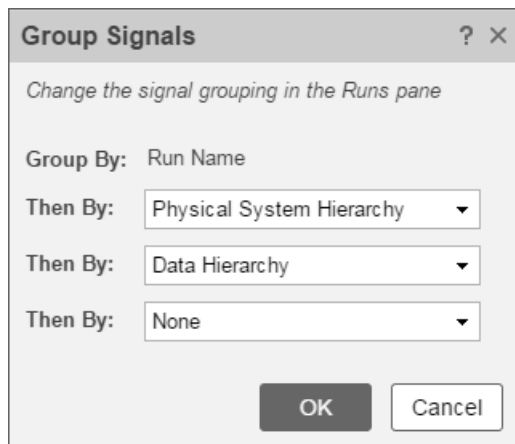 Group Signals ? ×
Change the signal grouping in the Runs pane
Group By: Run Name
Then By: Physical System Hierarchy
Then By: Data Hierarchy
Then By: None
OK Cancel